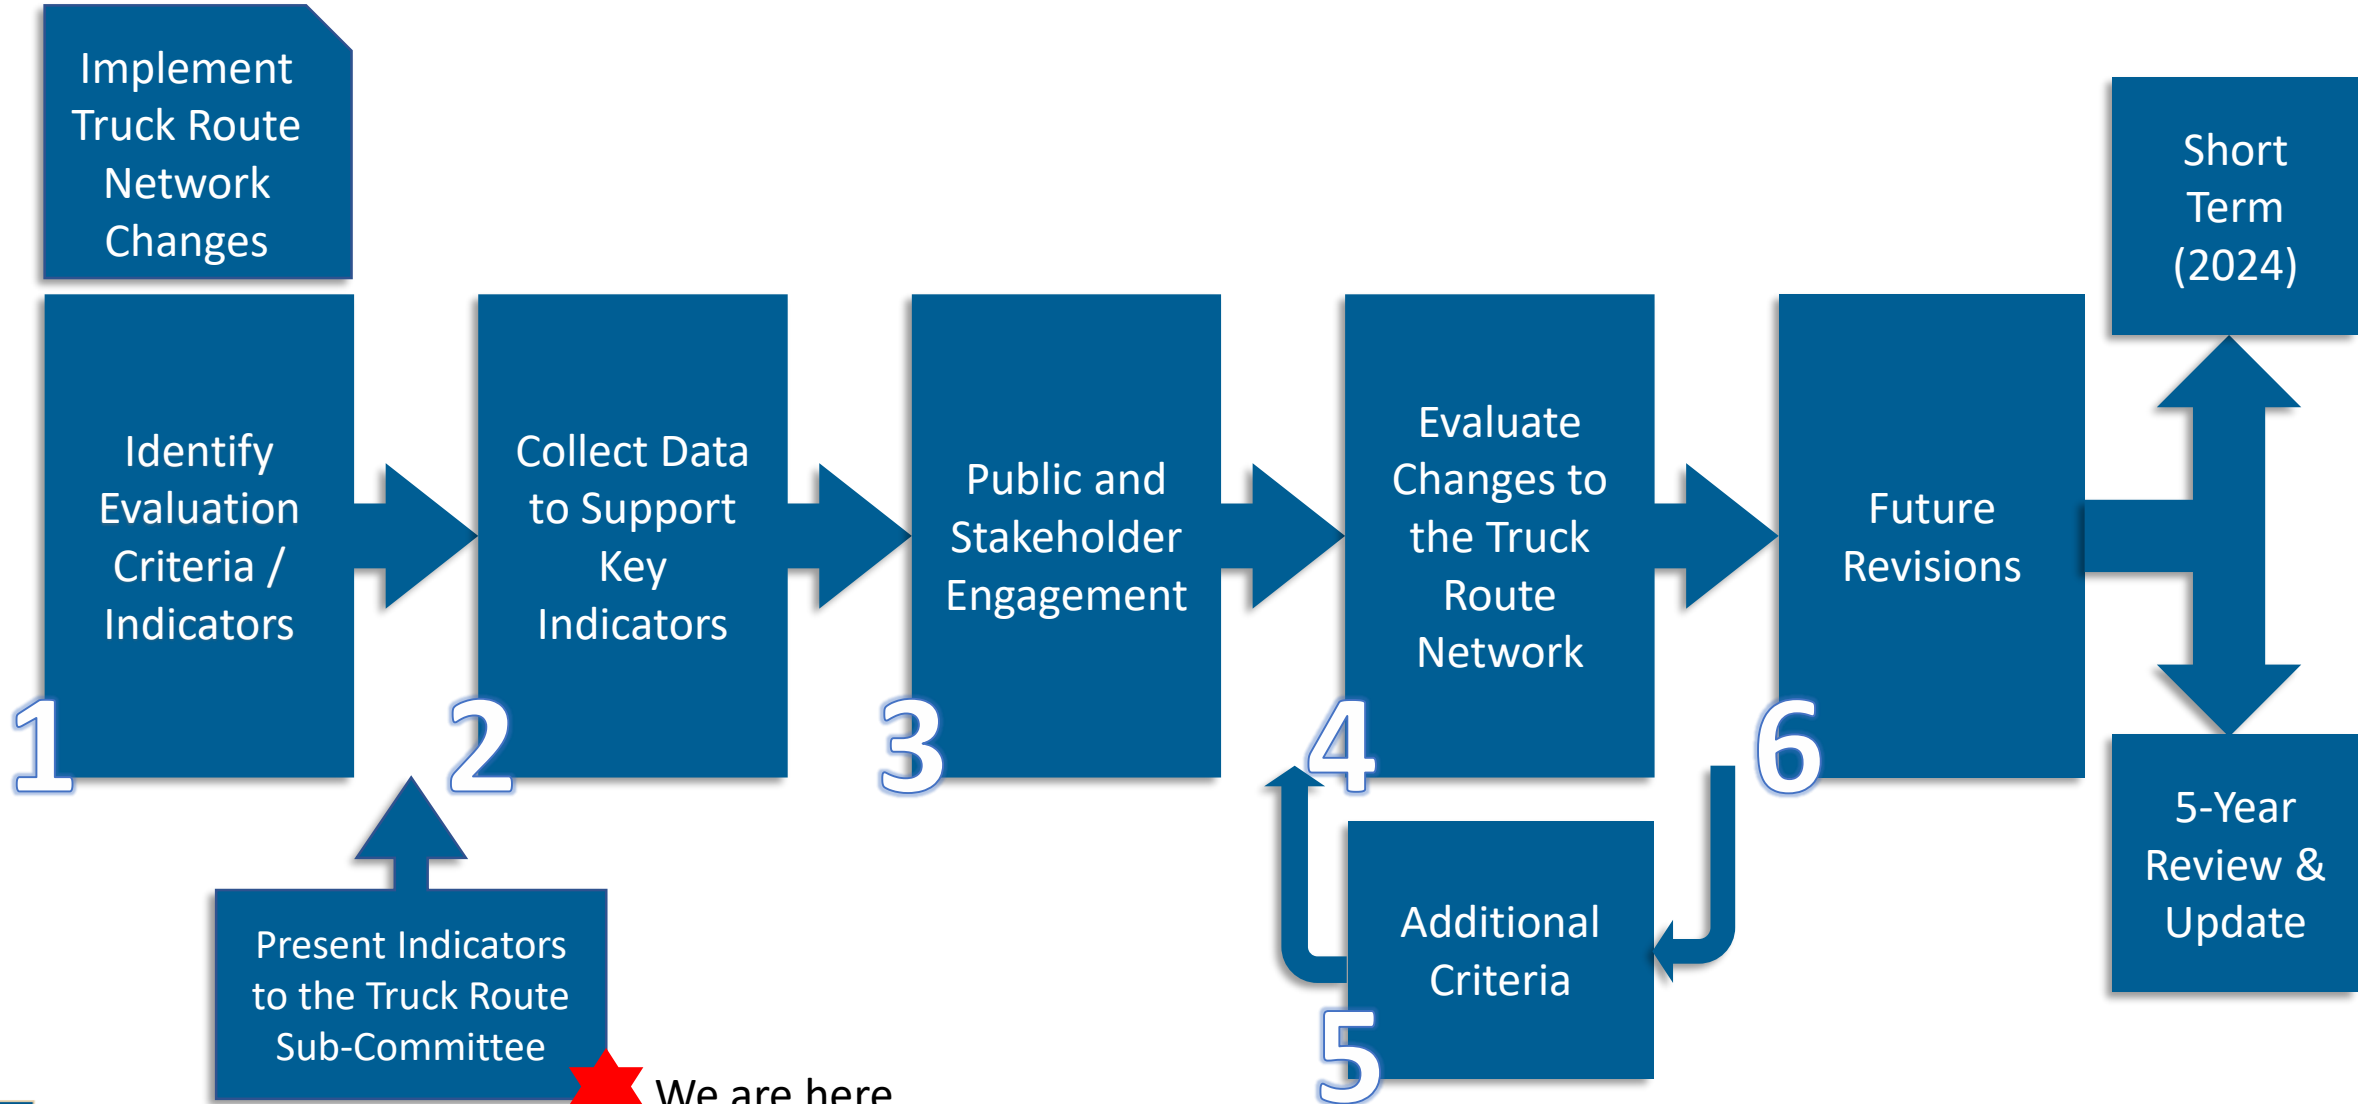 Implement
Truck Route
Network
Changes
Identify
Evaluation
Criteria /
Indicators
1
Collect Data
to Support
Key
Indicators
2
Public and
Stakeholder
Engagement
3
Evaluate
Changes to
the Truck
Route
Network
4
Additional
Criteria
5
Future
Revisions
6
Short
Term
(2024)
5-Year
Review &
Update
Present Indicators
to the Truck Route
Sub-Committee
We are here